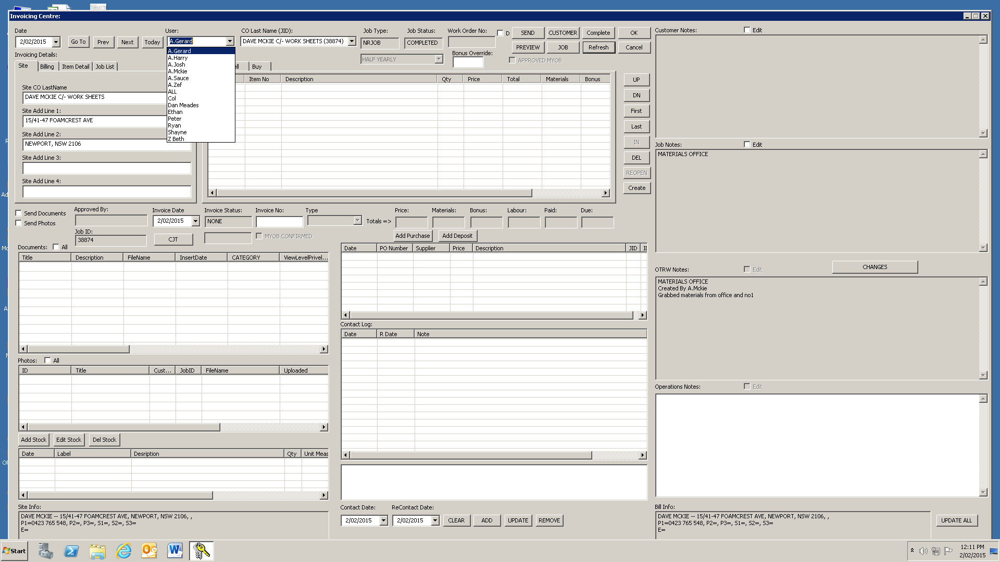 Invoicing Centre:
Date
User:
CO Last Name (JID):
Job Type:
Job Status:
Work Order No:
D
SEND
CUSTOMER
Complete
OK
Customer Notes:
Edit
2/02/2015
Go To
Prev
Next
Today
A.Gerard
DAVE MCKIE C/- WORK SHEETS (38874)
NRJOB
COMPLETED
PREVIEW
JOB
Refresh
Cancel
Invoicing Details:
HALF YEARLY
Bonus Override:
APPROVED MYOB
A.Gerard
A.Harry
A.Josh
A.Mckie
A.Sauce
A.Zef
ALL
Col
Dan Meades
Ethan
Peter
Ryan
Shayne
Z Beth
Site
Billing
Item Detail
Job List
Buy
Item No
Description
Qty
Price
Total
Materials
Bonus
Site CO LastName
DAVE MCKIE C/- WORK SHEETS
Site Add Line 1:
15/41-47 FOAMCREST AVE
Site Add Line 2:
NEWPORT, NSW 2106
Site Add Line 3:
Site Add Line 4:
UP
DN
First
Last
IN
DEL
REOPEN
Create
Job Notes:
Edit
MATERIALS OFFICE
Send Documents
Send Photos
Approved By:
Invoice Date
Invoice Status:
Invoice No:
Type
2/02/2015
NONE
Totals =>
Price:
Materials:
Bonus:
Labour:
Paid:
Due:
Job ID:
38874
CJT
MYOB CONFIRMED
Add Purchase
Add Deposit
Documents:
All
Title
Description
FileName
InsertDate
CATEGORY
ViewLevelPrivel...
Date
PO Number
Supplier
Price
Description
JID
OTRW Notes:
Edit
CHANGES
MATERIALS OFFICE
Created By A.Mckie
Grabbed materials from office and no1
Contact Log:
Date
R Date
Note
Photos:
All
ID
Title
Cust...
JobID
FileName
Uploaded
Operations Notes:
Edit
Add Stock
Edit Stock
Del Stock
Date
Label
Desription
Qty
Unit Meas
Site Info:
DAVE MCKIE -- 15/41-47 FOAMCREST AVE, NEWPORT, NSW 2106, ,
P1=0423 765 548, P2=, P3=, S1=, S2=, S3=
E=
Contact Date:
ReContact Date:
2/02/2015
2/02/2015
CLEAR
ADD
UPDATE
REMOVE
Bill Info:
DAVE MCKIE -- 15/41-47 FOAMCREST AVE, NEWPORT, NSW 2106, ,
P1=0423 765 548, P2=, P3=, S1=, S2=, S3=
E=
UPDATE ALL
Start
12:11 PM
2/02/2015